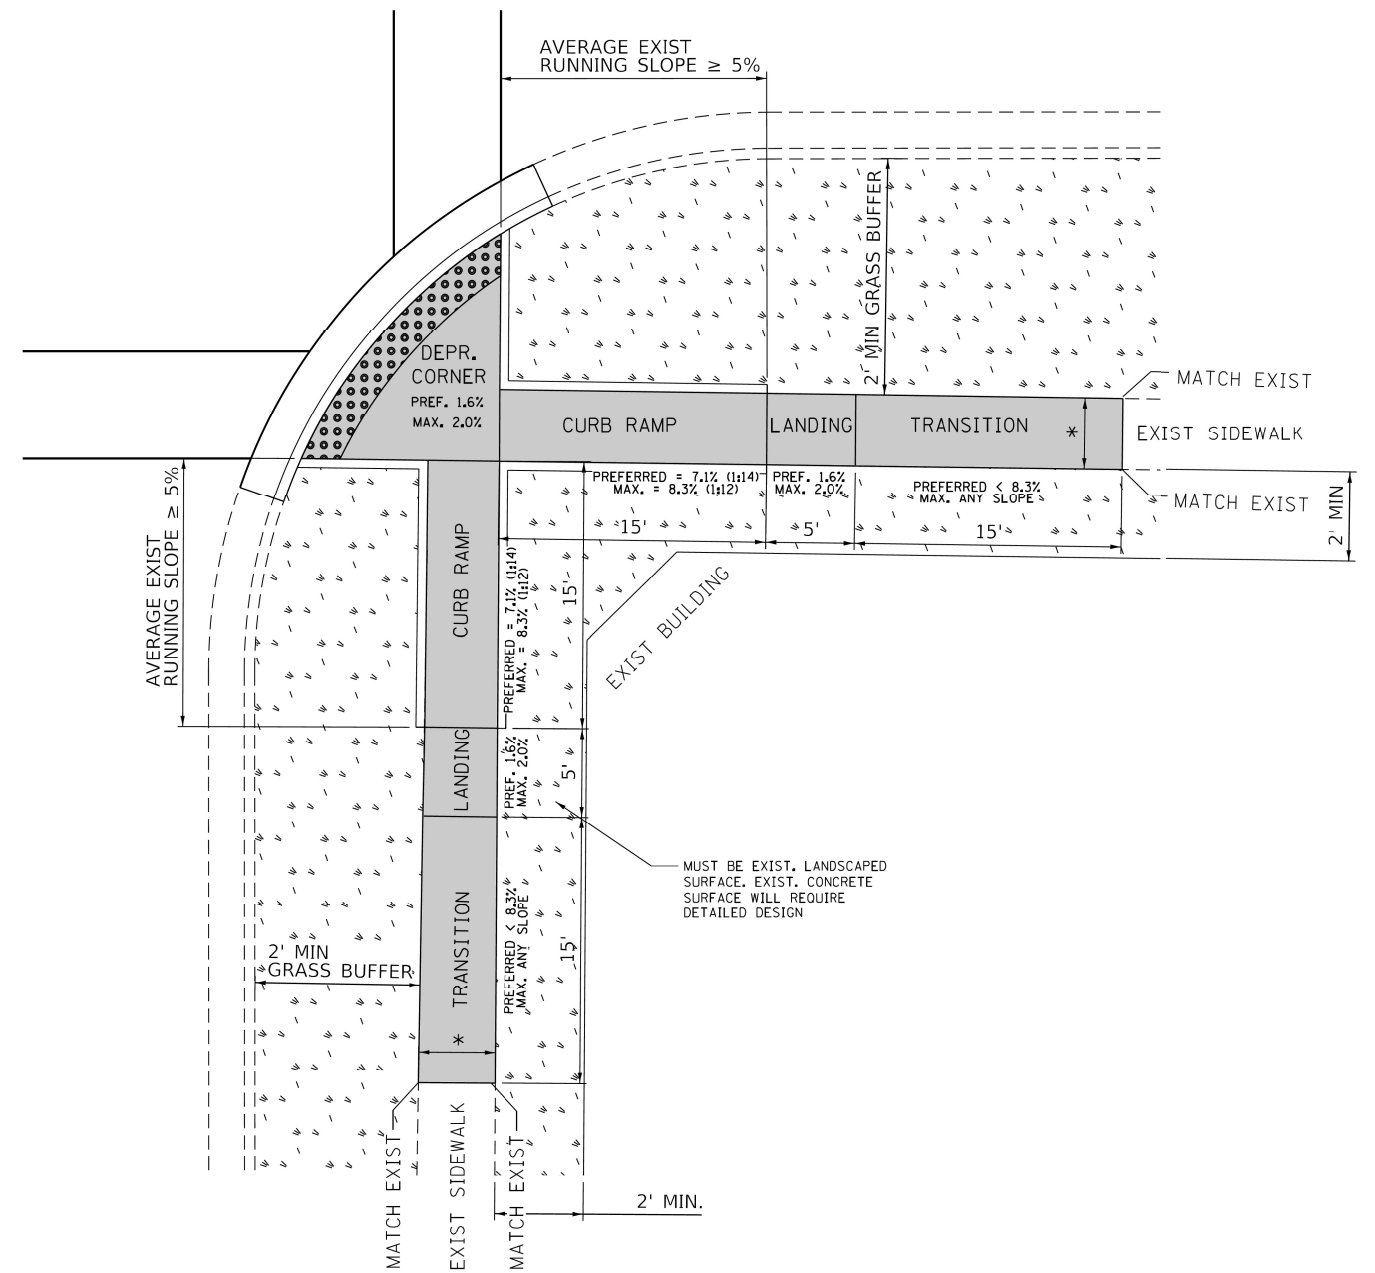 AVERAGE EXIST
RUNNING SLOPE ≥ 5%
2' MIN GRASS BUFFER
DEPR.
CORNER
PREF. 1.6%
MAX. 2.0%
CURB RAMP
LANDING
TRANSITION
*
MATCH EXIST
EXIST SIDEWALK
MATCH EXIST
PREFERRED = 7.1% (1:14)
MAX. = 8.3% (1:12)
PREF. 1.6%
MAX. 2.0%
PREFERRED < 8.3%
MAX. ANY SLOPE
15'
5'
15'
2' MIN
AVERAGE EXIST
RUNNING SLOPE ≥ 5%
CURB RAMP
PREFERRED = 7.1% (1:14)
MAX. = 8.3% (1:12)
15'
EXIST BUILDING
LANDING
PREF. 1.6%
MAX. 2.0%
5'
MUST BE EXIST. LANDSCAPED
SURFACE. EXIST. CONCRETE
SURFACE WILL REQUIRE
DETAILED DESIGN
TRANSITION
PREFERRED < 8.3%
MAX. ANY SLOPE
15'
2' MIN
GRASS BUFFER
*
MATCH EXIST
EXIST SIDEWALK
MATCH EXIST
2' MIN.